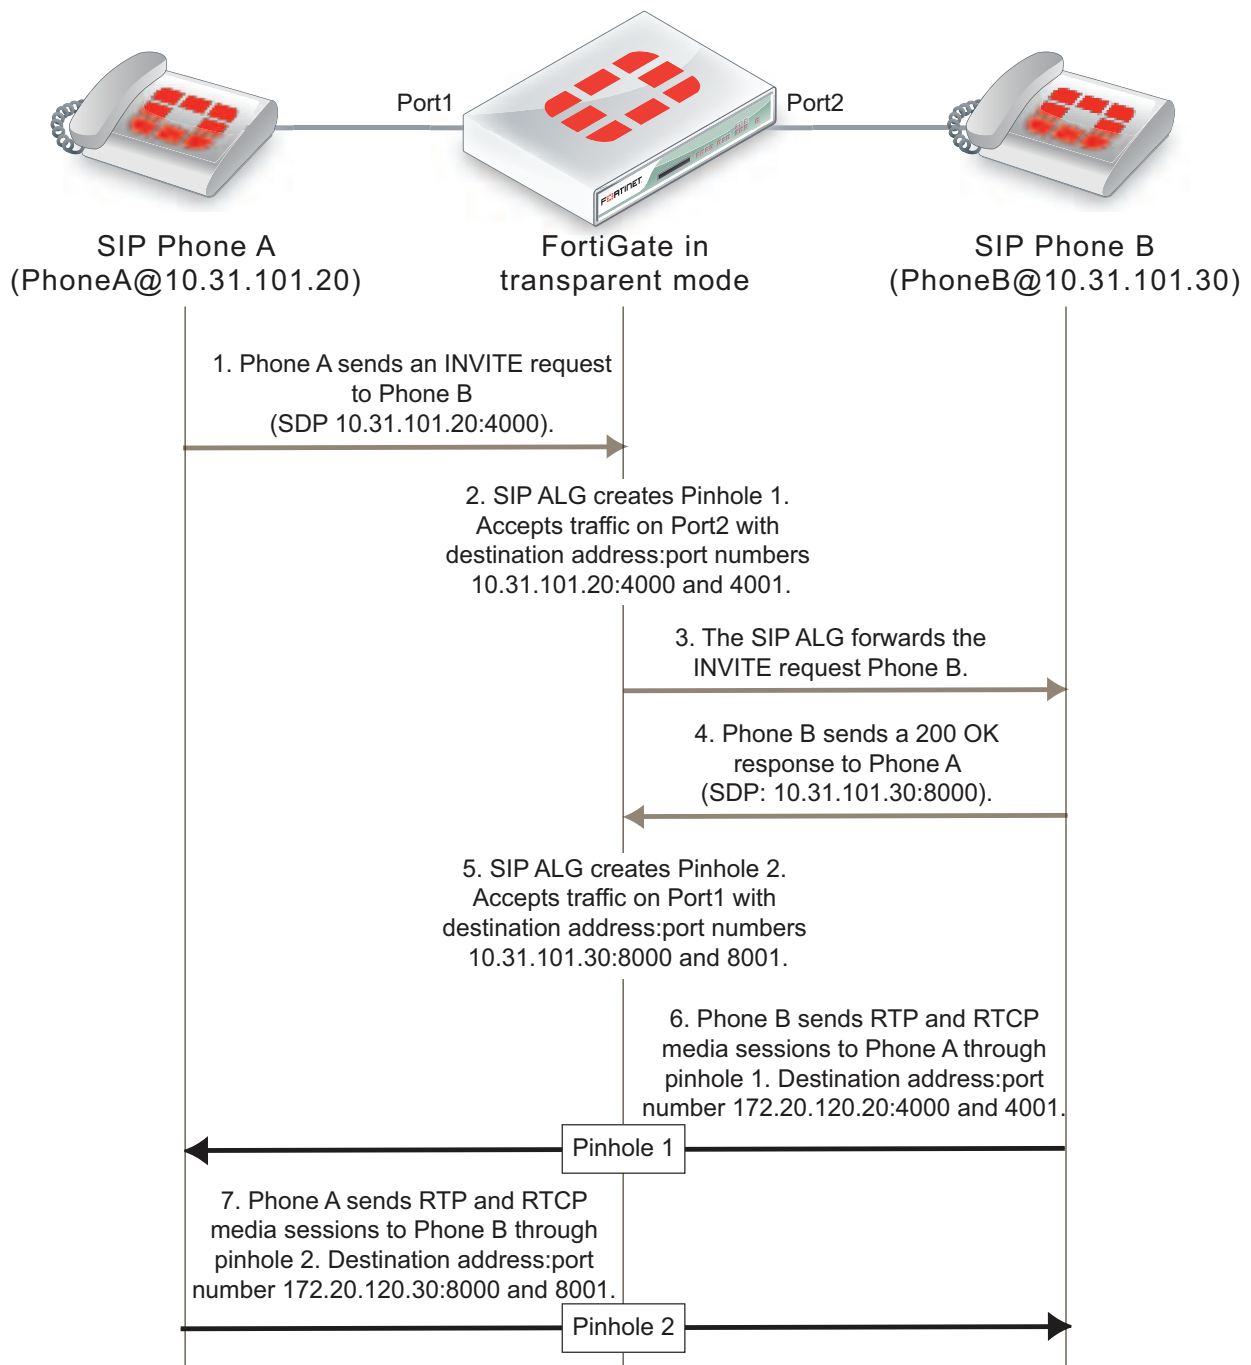 Port1
Port2
FORTINET
SIP Phone A
(PhoneA@10.31.101.20)
FortiGate in
transparent mode
SIP Phone B
(PhoneB@10.31.101.30)
1. Phone A sends an INVITE request
to Phone B
(SDP 10.31.101.20:4000).
2. SIP ALG creates Pinhole 1.
Accepts traffic on Port2 with
destination address:port numbers
10.31.101.20:4000 and 4001.
3. The SIP ALG forwards the
INVITE request Phone B.
4. Phone B sends a 200 OK
response to Phone A
(SDP: 10.31.101.30:8000).
5. SIP ALG creates Pinhole 2.
Accepts traffic on Port1 with
destination address:port numbers
10.31.101.30:8000 and 8001.
6. Phone B sends RTP and RTCP
media sessions to Phone A through
pinhole 1. Destination address:port
number 172.20.120.20:4000 and 4001.
Pinhole 1
7. Phone A sends RTP and RTCP
media sessions to Phone B through
pinhole 2. Destination address:port
number 172.20.120.30:8000 and 8001.
Pinhole 2